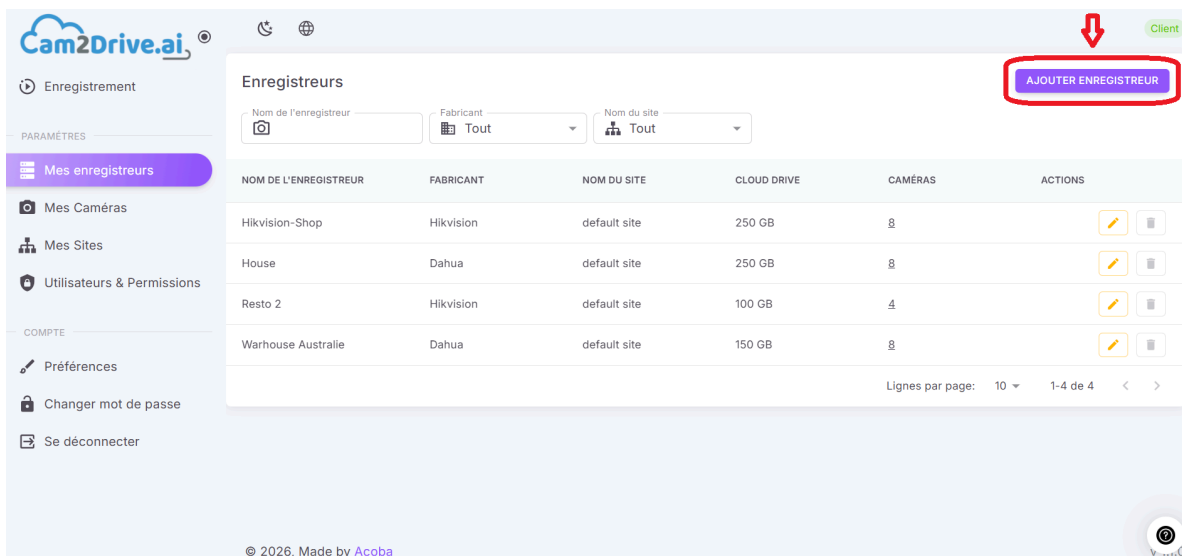 Cam2Drive.ai
Client
Enregistrement
PARAMÈTRES
Mes enregistreurs
Mes Caméras
Mes Sites
Utilisateurs & Permissions
COMPTE
Préférences
Changer mot de passe
Se déconnecter
Enregistreurs
AJOUTER ENREGISTREUR
Nom de l'enregistreur
Fabricant
Tout
Nom du site
Tout
NOM DE L'ENREGISTREUR FABRICANT NOM DU SITE CLOUD DRIVE CAMÉRAS ACTIONS
Hikvision-Shop Hikvision default site 250 GB 8
House Dahua default site 250 GB 8
Resto 2 Hikvision default site 100 GB 4
Warhouse Australie Dahua default site 150 GB 8
Lignes par page: 10 1-4 de 4
© 2026, Made by Acoba